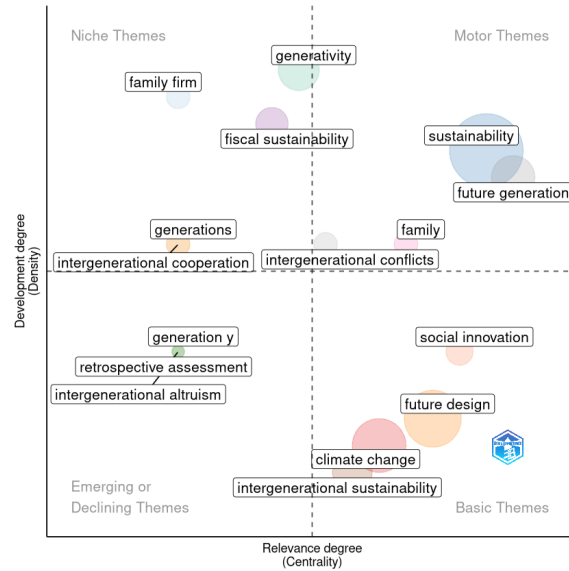 Niche Themes
Motor Themes
generativity
family firm
fiscal sustainability
sustainability
future generation
generations
family
intergenerational cooperation
intergenerational conflicts
Development degree
(Density)
generation y
social innovation
retrospective assessment
intergenerational altruism
future design
climate change
intergenerational sustainability
Emerging or
Declining Themes
Basic Themes
Relevance degree
(Centrality)